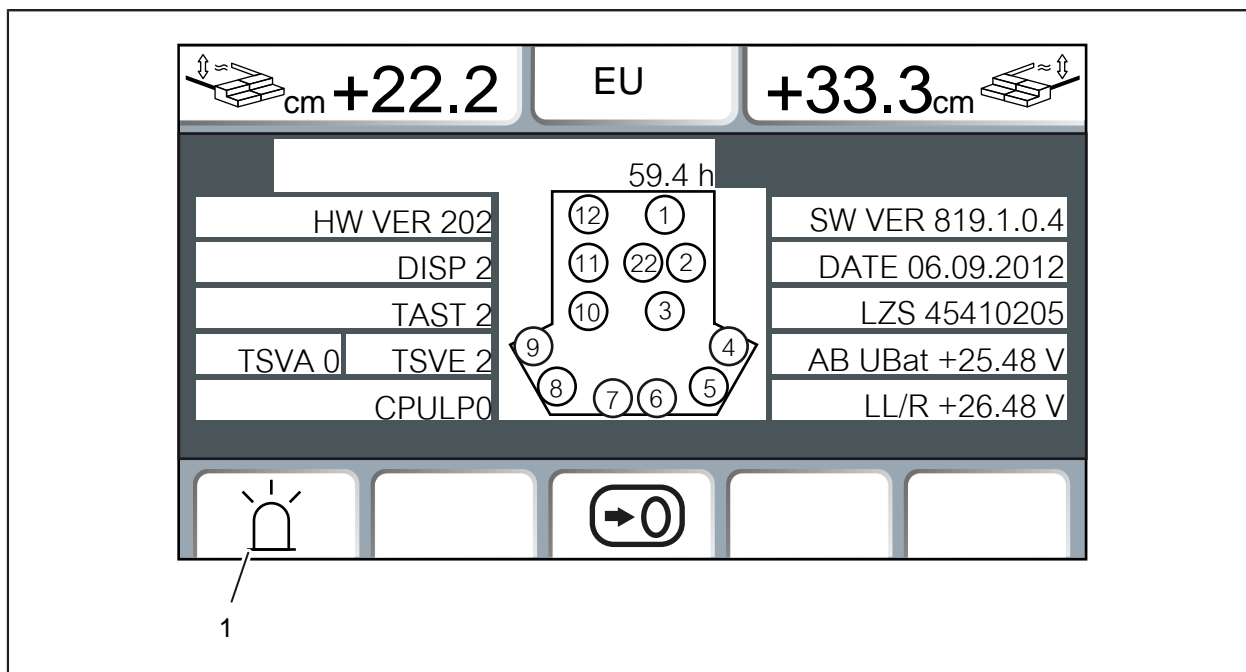 cm +22.2
EU
+33.3 cm
59.4 h
HW VER 202
DISP 2
TAST 2
TSVA 0
TSVE 2
CPULP0
12
1
11
22
2
10
3
9
4
8
7
6
5
SW VER 819.1.0.4
DATE 06.09.2012
LZS 45410205
AB UBat +25.48 V
LL/R +26.48 V
0
1